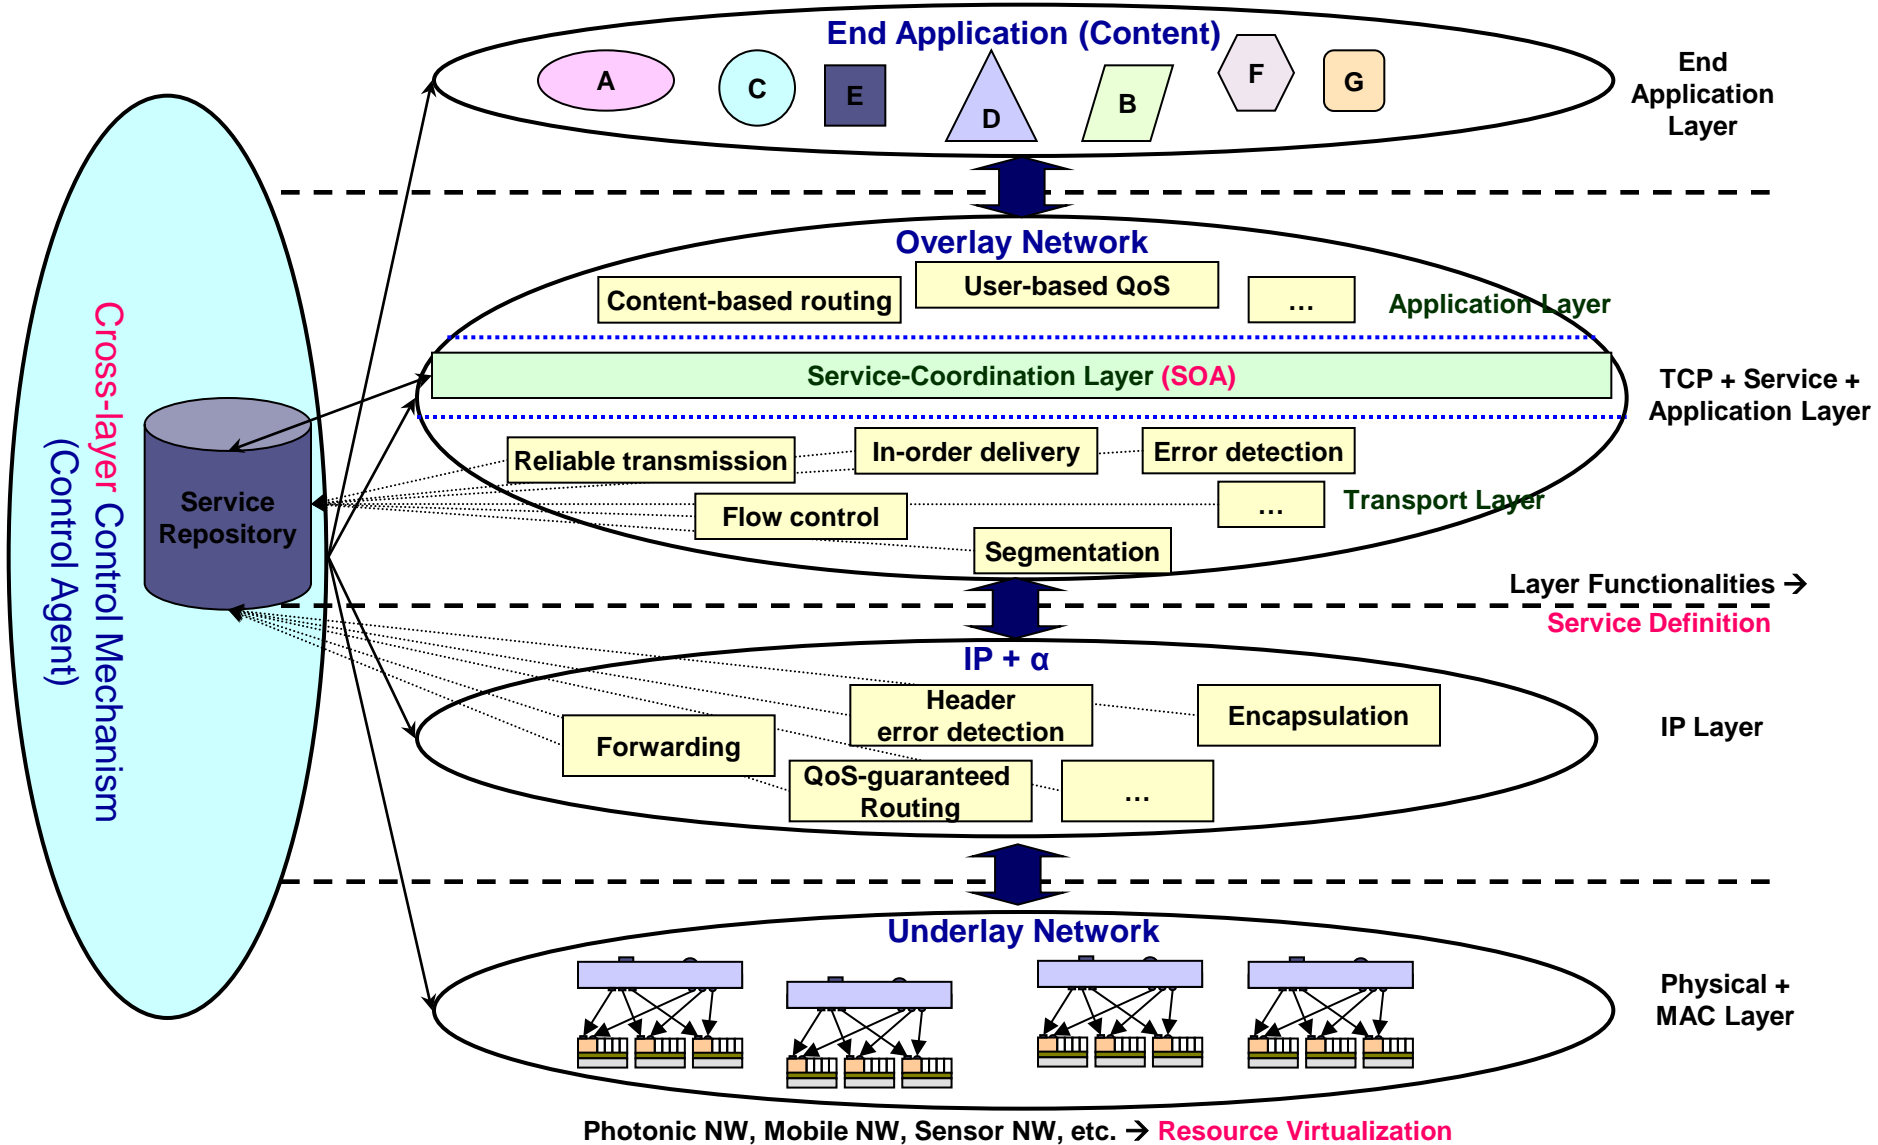 End Application (Content)
A
C
E
D
B
F
G
End
Application
Layer
Overlay Network
Content-based routing
User-based QoS
...
Application Layer
Service-Coordination Layer (SOA)
TCP + Service +
Application Layer
Reliable transmission
In-order delivery
Error detection
Flow control
...
Transport Layer
Segmentation
Cross-layer Control Mechanism
(Control Agent)
Service
Repository
Layer Functionalities →
Service Definition
IP + α
Forwarding
Header
error detection
Encapsulation
QoS-guaranteed
Routing
...
IP Layer
Underlay Network
Physical +
MAC Layer
Photonic NW, Mobile NW, Sensor NW, etc. → Resource Virtualization